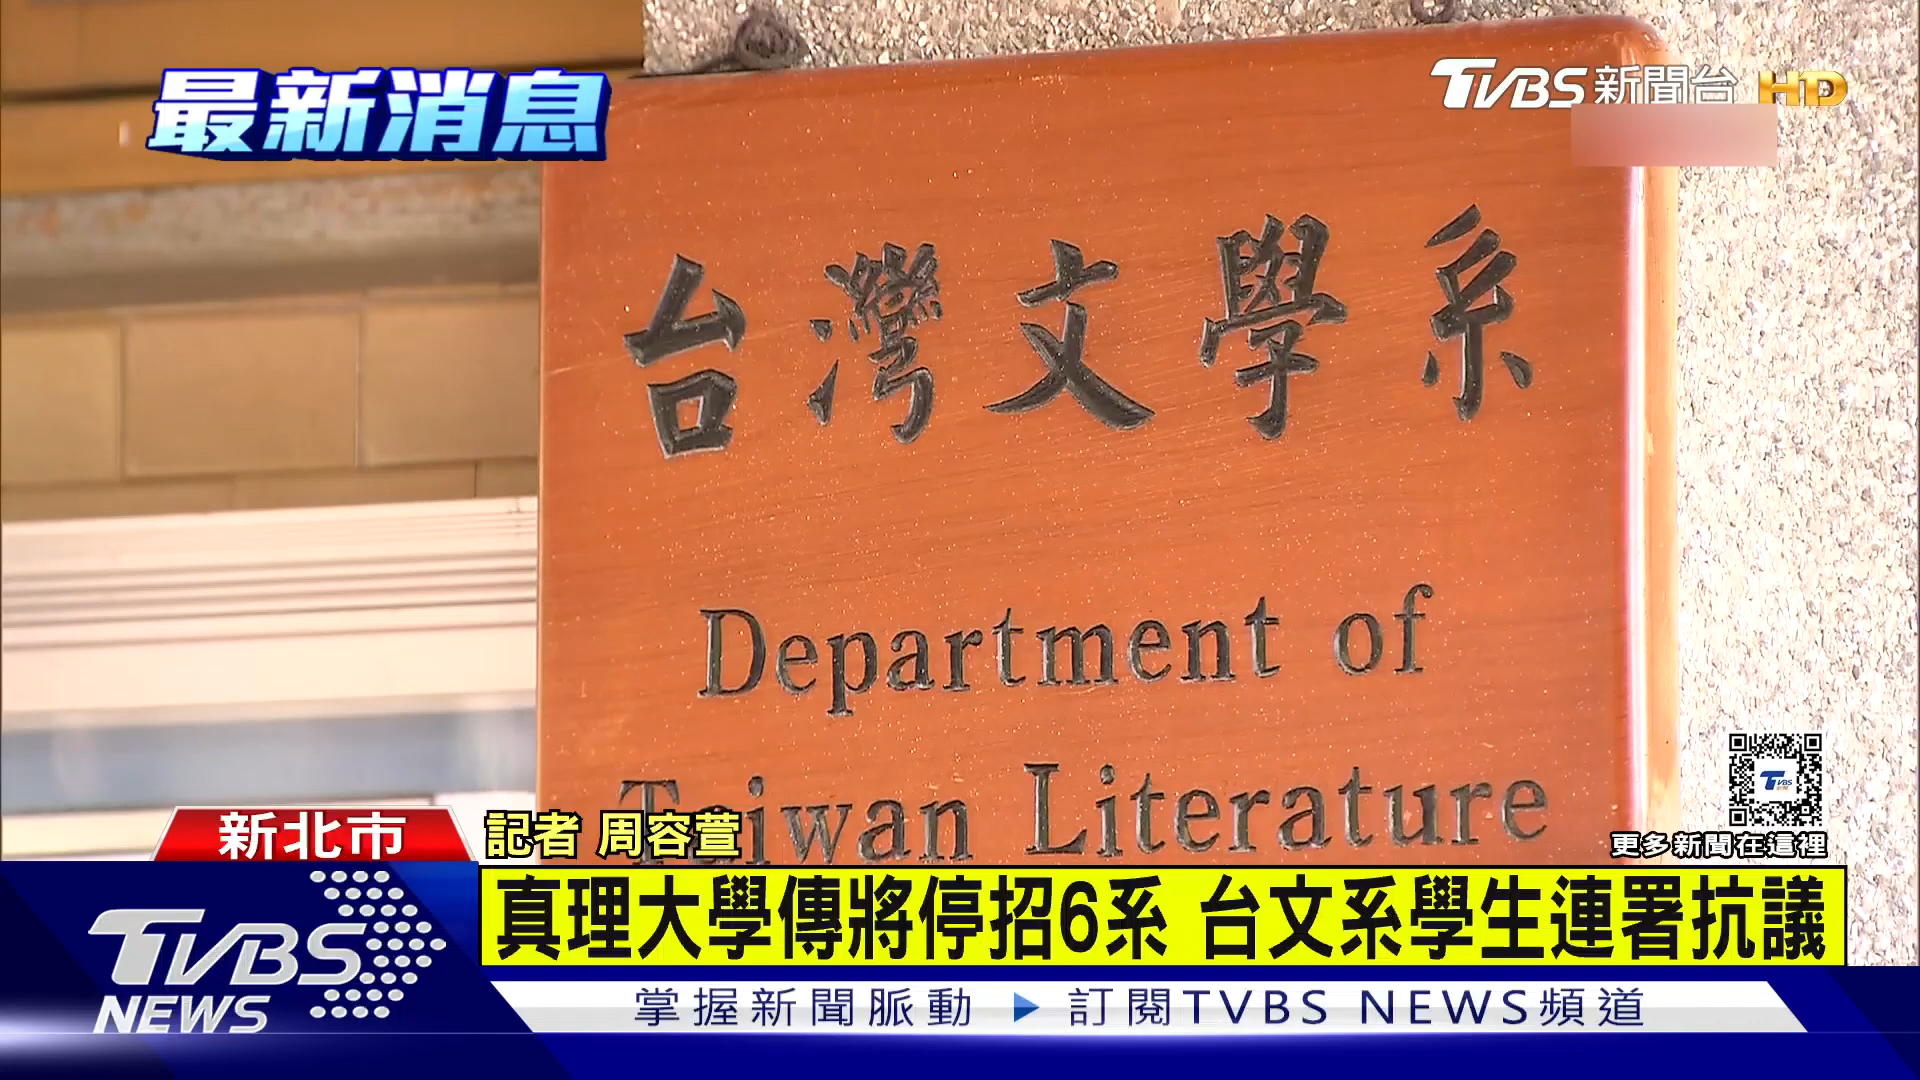 最新消息
TVBS新聞台 HD
台灣文學系
Department of
Taiwan Literature
TVBS
更多新聞在這裡
新北市
記者 周容萱
真理大學傳將停招6系 台文系學生連署抗議
TVBS
NEWS
掌握新聞脈動 ▶ 訂閱TVBS NEWS頻道